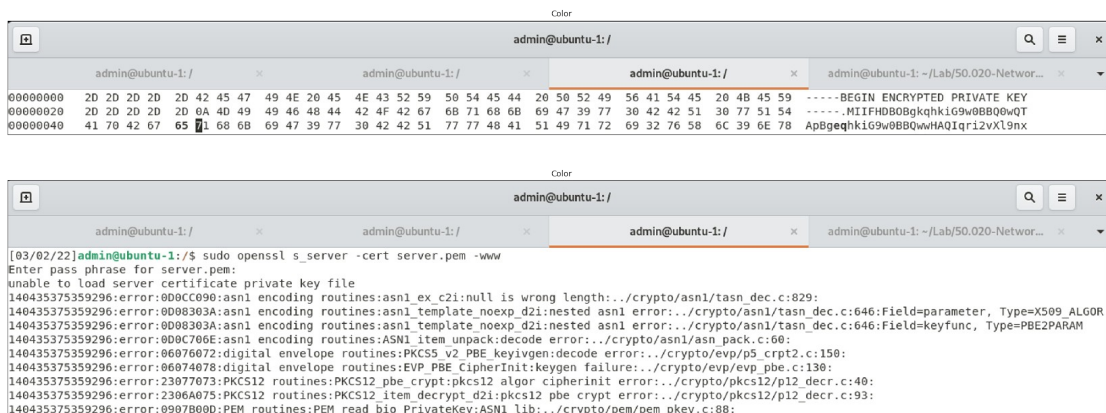 Color
admin@ubuntu-1: /
admin@ubuntu-1: / × admin@ubuntu-1: / × admin@ubuntu-1: / × admin@ubuntu-1: ~/Lab/50.020-Networ... ×
00000000 2D 2D 2D 2D 2D 42 45 47 49 4E 20 45 4E 43 52 59 50 54 45 44 20 50 52 49 56 41 54 45 20 4B 45 59 -----BEGIN ENCRYPTED PRIVATE KEY
00000020 2D 2D 2D 2D 2D 0A 4D 49 49 46 48 44 42 4F 42 67 6B 71 68 6B 69 47 39 77 30 42 42 51 30 77 51 54 -----.MIIFHDBOBgkqhkiG9w0BBQ0wQT
00000040 41 70 42 67 65 71 68 6B 69 47 39 77 30 42 42 51 77 77 48 41 51 49 71 72 69 32 76 58 6C 39 6E 78 ApBgeqhkiG9w0BBQwwHAQIqri2vXl9nx
Color
admin@ubuntu-1: /
admin@ubuntu-1: / × admin@ubuntu-1: / × admin@ubuntu-1: / × admin@ubuntu-1: ~/Lab/50.020-Networ... ×
[03/02/22]admin@ubuntu-1:/$ sudo openssl s_server -cert server.pem -www
Enter pass phrase for server.pem:
unable to load server certificate private key file
140435375359296:error:0D0CC090:asn1 encoding routines:asn1_ex_c2i:null is wrong length:../crypto/asn1/tasn_dec.c:829:
140435375359296:error:0D08303A:asn1 encoding routines:asn1_template_noexp_d2i:nested asn1 error:../crypto/asn1/tasn_dec.c:646:Field=parameter, Type=X509_ALGOR
140435375359296:error:0D08303A:asn1 encoding routines:asn1_template_noexp_d2i:nested asn1 error:../crypto/asn1/tasn_dec.c:646:Field=keyfunc, Type=PBE2PARAM
140435375359296:error:0D0C706E:asn1 encoding routines:ASN1_item_unpack:decode error:../crypto/asn1/asn_pack.c:60:
140435375359296:error:06076072:digital envelope routines:PKCS5_v2_PBE_keyivgen:decode error:../crypto/evp/p5_crpt2.c:150:
140435375359296:error:06074078:digital envelope routines:EVP_PBE_CipherInit:keygen failure:../crypto/evp/evp_pbe.c:130:
140435375359296:error:23077073:PKCS12 routines:PKCS12_pbe_crypt:pkcs12 algor cipherinit error:../crypto/pkcs12/p12_decr.c:40:
140435375359296:error:2306A075:PKCS12 routines:PKCS12_item_decrypt_d2i:pkcs12 pbe crypt error:../crypto/pkcs12/p12_decr.c:93:
140435375359296:error:0907B00D:PEM routines:PEM_read_bio_PrivateKey:ASN1 lib:../crypto/pem/pem_pkey.c:88: